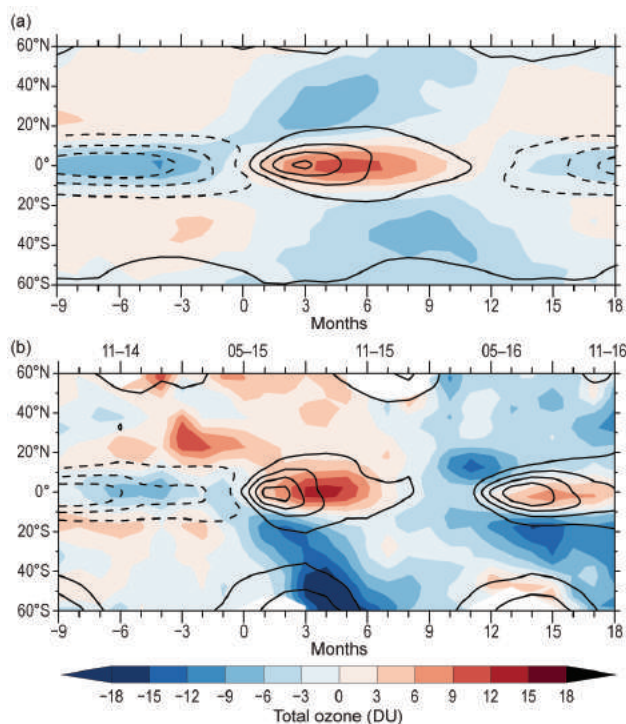 (a)
60°N
40°N
20°N
0°
20°S
40°S
60°S
-9 -6 -3 0 3 6 9 12 15 18
Months
(b) 11–14 05–15 11–15 05–16 11–16
60°N
40°N
20°N
0°
20°S
40°S
60°S
-9 -6 -3 0 3 6 9 12 15 18
Months
-18 -15 -12 -9 -6 -3 0 3 6 9 12 15 18
Total ozone (DU)